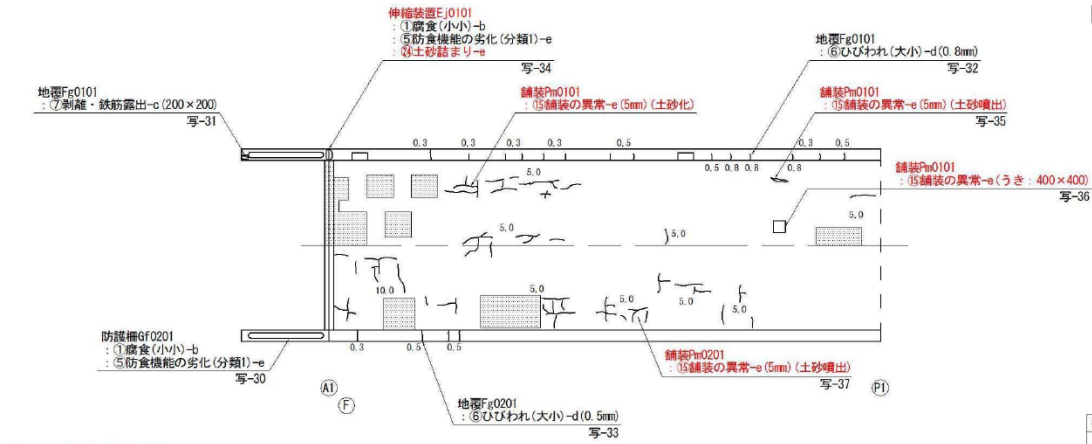 伸縮装置Ej0101
:①腐食(小小)-b
:⑤防食機能の劣化(分類1)-e
:㉔土砂詰まり-e
写-34
地覆Fg0101
:⑥ひびわれ(大小)-d(0.8mm)
写-32
地覆Fg0101
:⑦剥離・鉄筋露出-c(200×200)
写-31
舗装Pm0101
:⑮舗装の異常-e(5mm)(土砂化)
舗装Pm0101
:⑮舗装の異常-e(5mm)(土砂噴出)
写-35
0.3 0.3 0.3 0.3 0.5 0.3 0.5
0.5 0.8 0.8 0.8
舗装Pm0101
:⑮舗装の異常-e(うき:400×400)
写-36
5.0
5.0
5.0
5.0 5.0
10.0
5.0
5.0
5.0
5.0
0.3 0.5 0.5
防護柵Gf0201
:①腐食(小小)-b
:⑤防食機能の劣化(分類1)-e
写-30
舗装Pm0201
:⑮舗装の異常-e(5mm)(土砂噴出)
写-37
A1
F
P1
地覆Fg0201
:⑥ひびわれ(大小)-d(0.5mm)
写-33